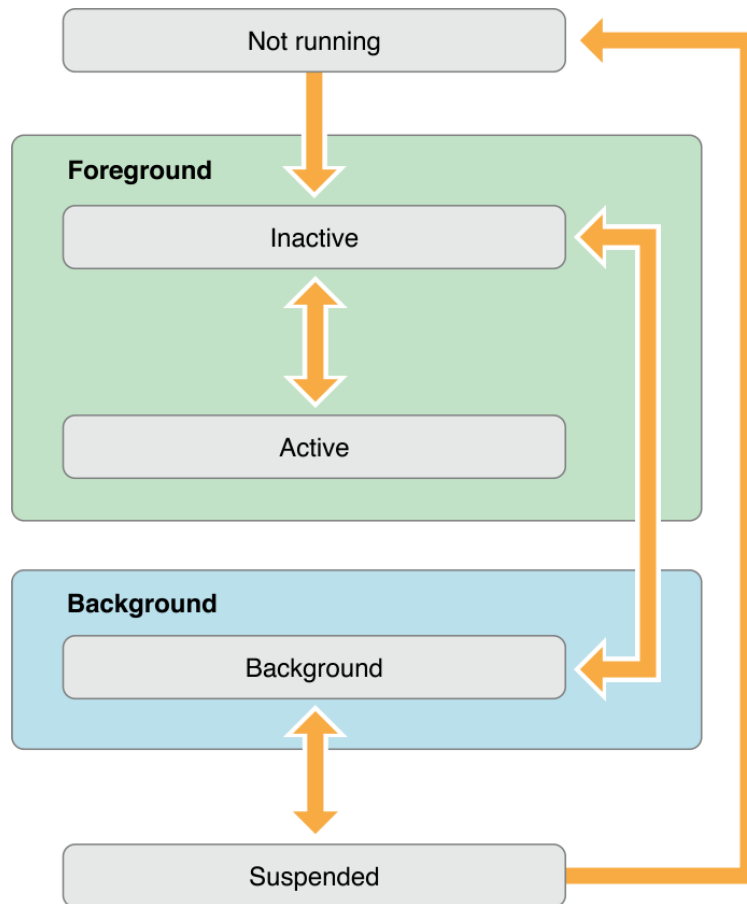 Not running
Foreground
Inactive
Active
Background
Background
Suspended